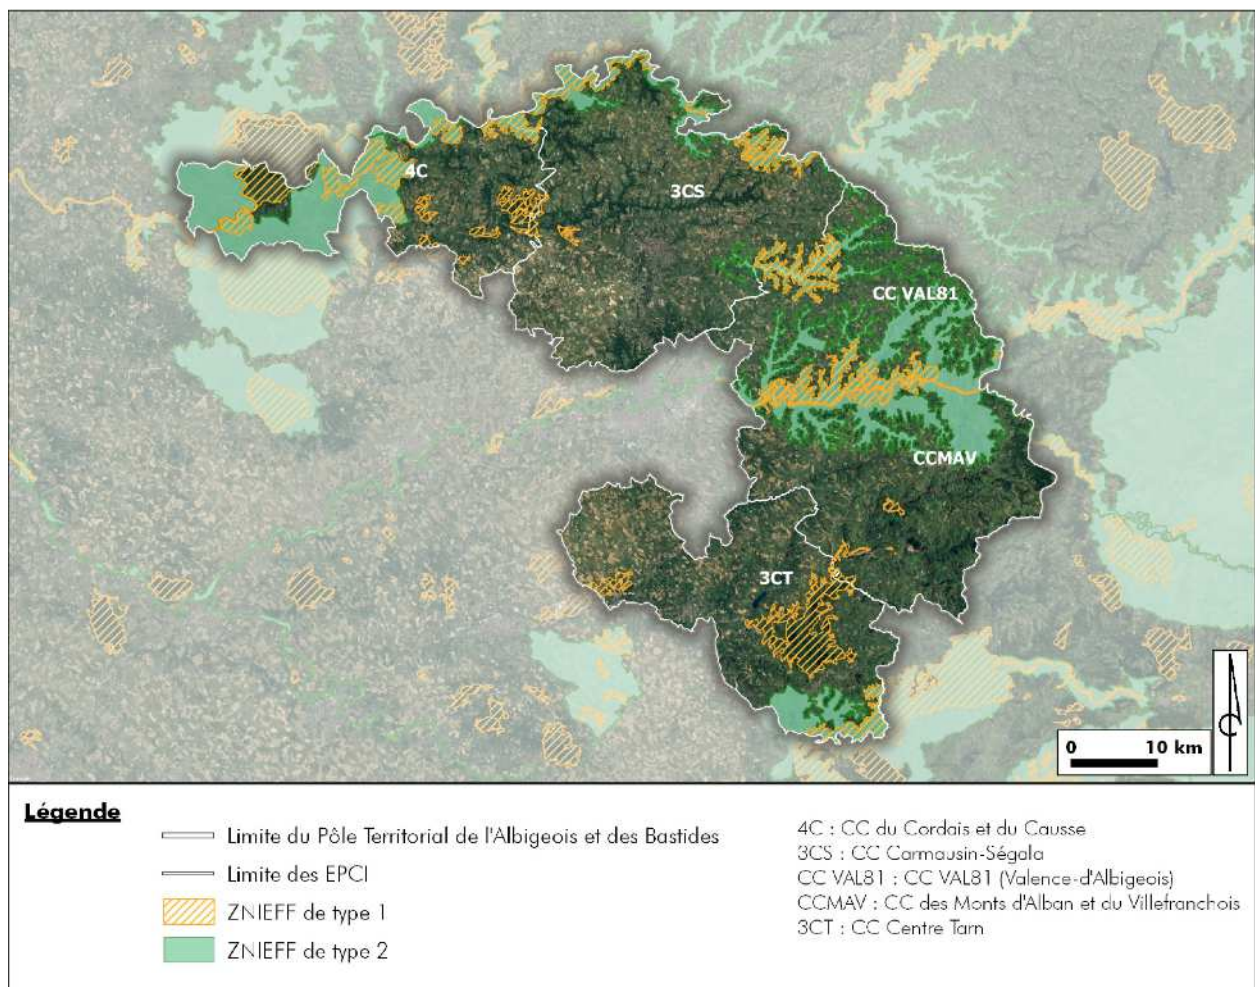 4C
3CS
CC VAL81
CCMAV
3CT
0 10 km
Légende
Limite du Pôle Territorial de l'Albigeois et des Bastides
Limite des EPCI
ZNIEFF de type 1
ZNIEFF de type 2
4C : CC du Cordais et du Causse
3CS : CC Carmausin-Ségala
CC VAL81 : CC VAL81 (Valence-d'Albigeois)
CCMAV : CC des Monts d'Alban et du Villefranchois
3CT : CC Centre Tarn